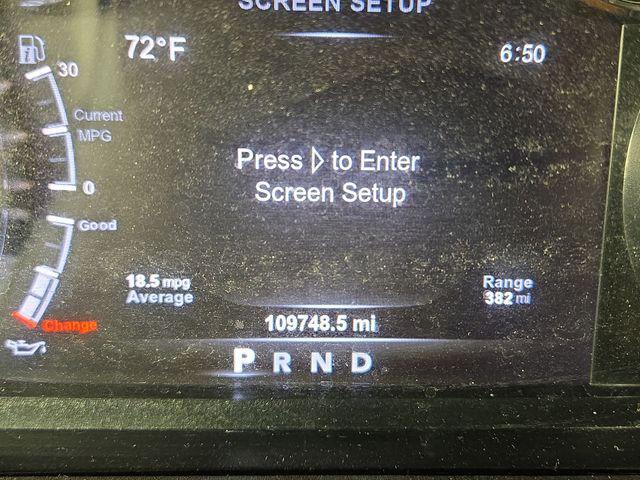 SCREEN SETUP
72°F
6:50
30
Current
MPG
0
Press ▷ to Enter
Screen Setup
Good
18.5 mpg
Average
Range
382 mi
Change
109748.5 mi
P R N D